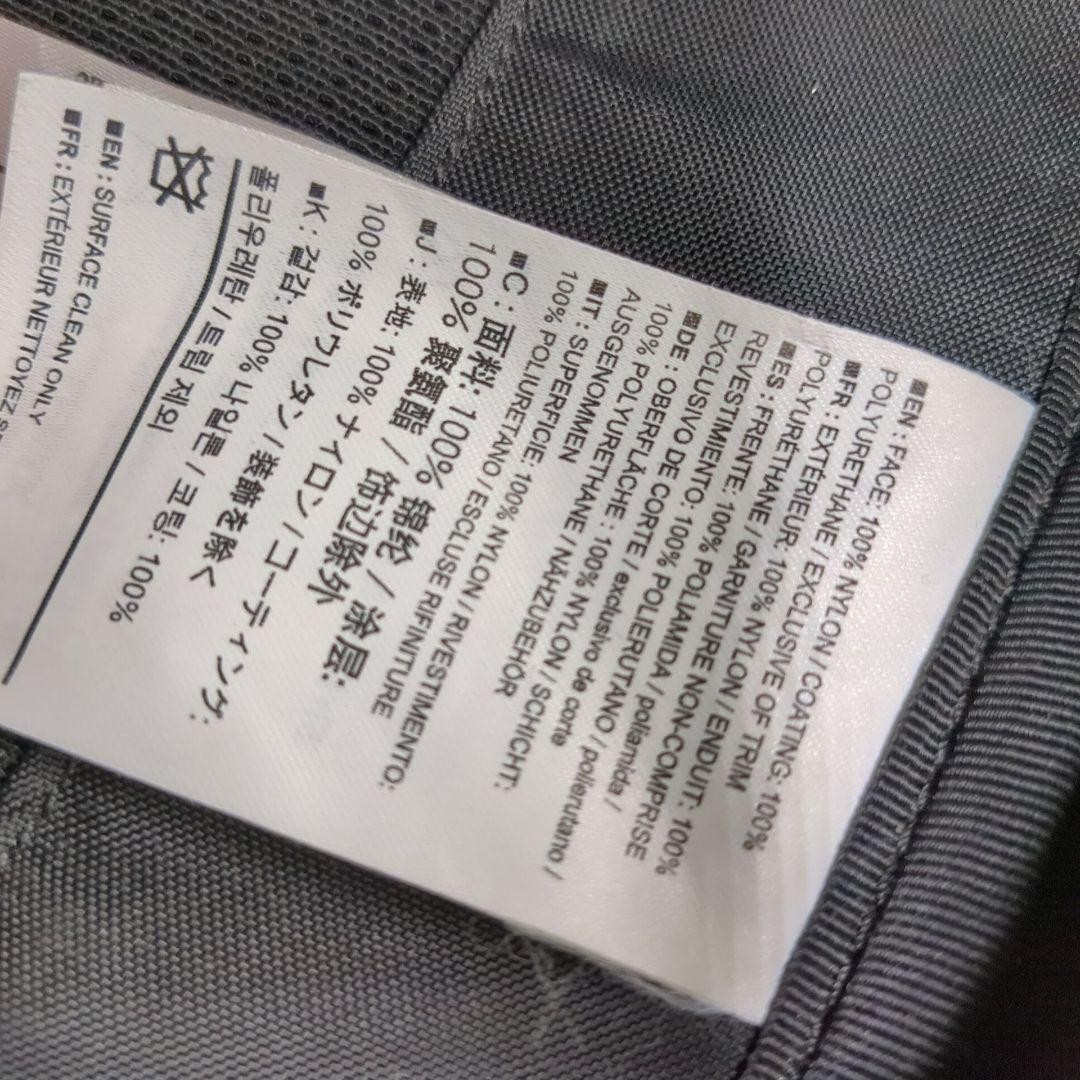 ■EN : FACE: 100% NYLON / COATING: 100%
POLYURETHANE / EXCLUSIVE OF TRIM
■FR : EXTÉRIEUR: 100% NYLON / ENDUIT: 100%
POLYURÉTHANE / GARNITURE NON-COMPRISE
■ES : FRENTE: 100% POLIAMIDA / poliamida /
REVESTIMIENTO: 100% POLIERUTANO / polierutano /
EXCLUSIVO DE CORTE / exclusivo de corte
■DE : OBERFLÄCHE: 100% NYLON / SCHICHT:
100% POLYURETHANE / NÄHZUBEHÖR
AUSGENOMMEN
■IT : SUPERFICE: 100% NYLON / RIVESTIMENTO:
100% POLIURETANO / ESCLUSE RIFINITURE
■C : 面料: 100% 锦纶 / 涂层:
100% 聚氨酯 / 饰边除外
■J : 表地: 100% ナイロン / コーティング:
100% ポリウレタン / 装飾を除く
■K : 겉감: 100% 나일론 / 코팅: 100%
폴리우레탄 / 트림 제외
■EN : SURFACE CLEAN ONLY
■FR : EXTÉRIEUR NETTOYEZ